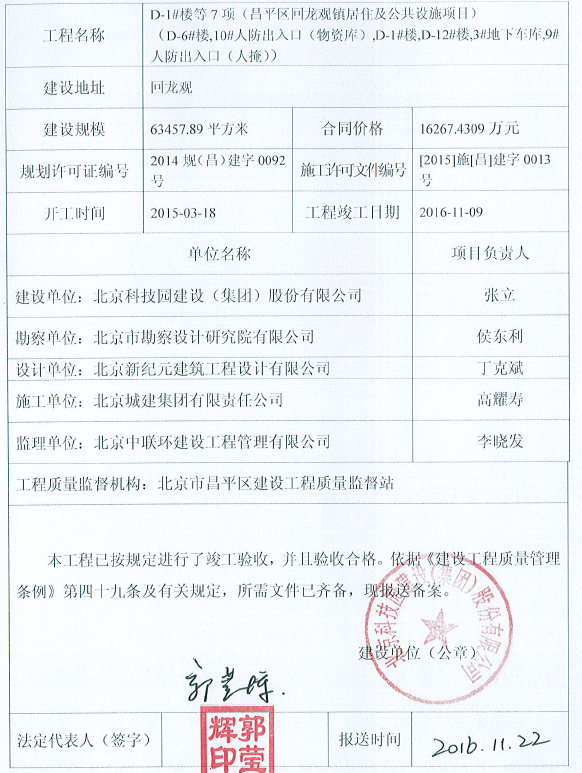 工程名称
D-1#楼等7项（昌平区回龙观镇居住及公共设施项目）
（D-6#楼,10#人防出入口（物资库）,D-1#楼,D-12#楼,3#地下车库,9#
人防出入口（人掩））
建设地址
回龙观
建设规模
63457.89 平方米
合同价格
16267.4309 万元
规划许可证编号
2014 规（昌）建字 0092
号
施工许可文件编号
[2015]施[昌]建字 0013
号
开工时间
2015-03-18
工程竣工日期
2016-11-09
单位名称
项目负责人
建设单位：北京科技园建设（集团）股份有限公司
张立
勘察单位：北京市勘察设计研究院有限公司
侯东利
设计单位：北京新纪元建筑工程设计有限公司
丁克斌
施工单位：北京城建集团有限责任公司
高耀寿
监理单位：北京中联环建设工程管理有限公司
李晓发
工程质量监督机构：北京市昌平区建设工程质量监督站
本工程已按规定进行了竣工验收，并且验收合格。依据《建设工程质量管理
条例》第四十九条及有关规定，所需文件已齐备，现报送备案。
北京科技园建设（集团）股份有限公司
建设单位（公章）
法定代表人（签字）
郭莹
辉印
报送时间
2016.11.22